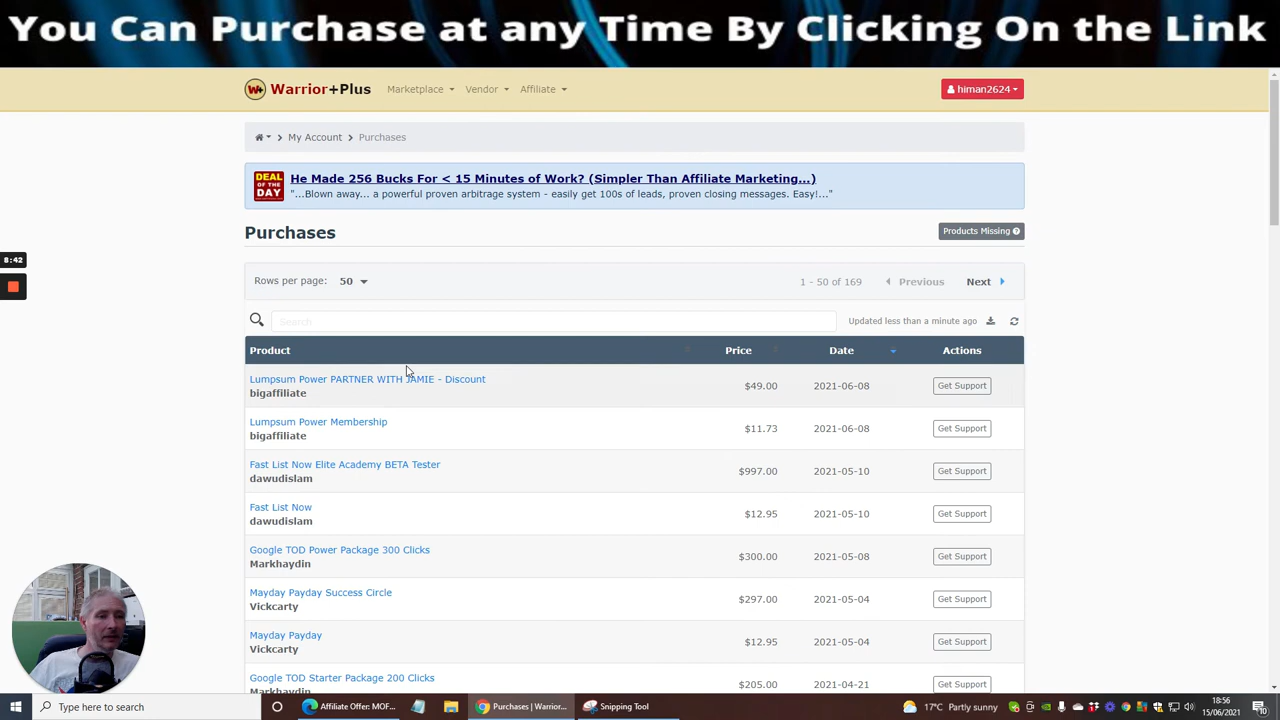 You Can Purchase at any Time By Clicking On the Link
Warrior+Plus Marketplace Vendor Affiliate himan2624
My Account Purchases
DEAL OF THE DAY
He Made 256 Bucks For < 15 Minutes of Work? (Simpler Than Affiliate Marketing...)
"...Blown away... a powerful proven arbitrage system - easily get 100s of leads, proven closing messages. Easy!..."
Purchases Products Missing
8:42
Rows per page: 50 1 - 50 of 169 Previous Next
Search Updated less than a minute ago
Product Price Date Actions
Lumpsum Power PARTNER WITH JAMIE - Discount
bigaffiliate
$49.00 2021-06-08 Get Support
Lumpsum Power Membership
bigaffiliate
$11.73 2021-06-08 Get Support
Fast List Now Elite Academy BETA Tester
dawudislam
$997.00 2021-05-10 Get Support
Fast List Now
dawudislam
$12.95 2021-05-10 Get Support
Google TOD Power Package 300 Clicks
Markhaydin
$300.00 2021-05-08 Get Support
Mayday Payday Success Circle
Vickcarty
$297.00 2021-05-04 Get Support
Mayday Payday
Vickcarty
$12.95 2021-05-04 Get Support
Google TOD Starter Package 200 Clicks
Markhaydin
$205.00 2021-04-21 Get Support
Type here to search
Affiliate Offer: MOF...
Purchases | Warrior...
Snipping Tool
17°C Partly sunny
18:56
15/06/2021